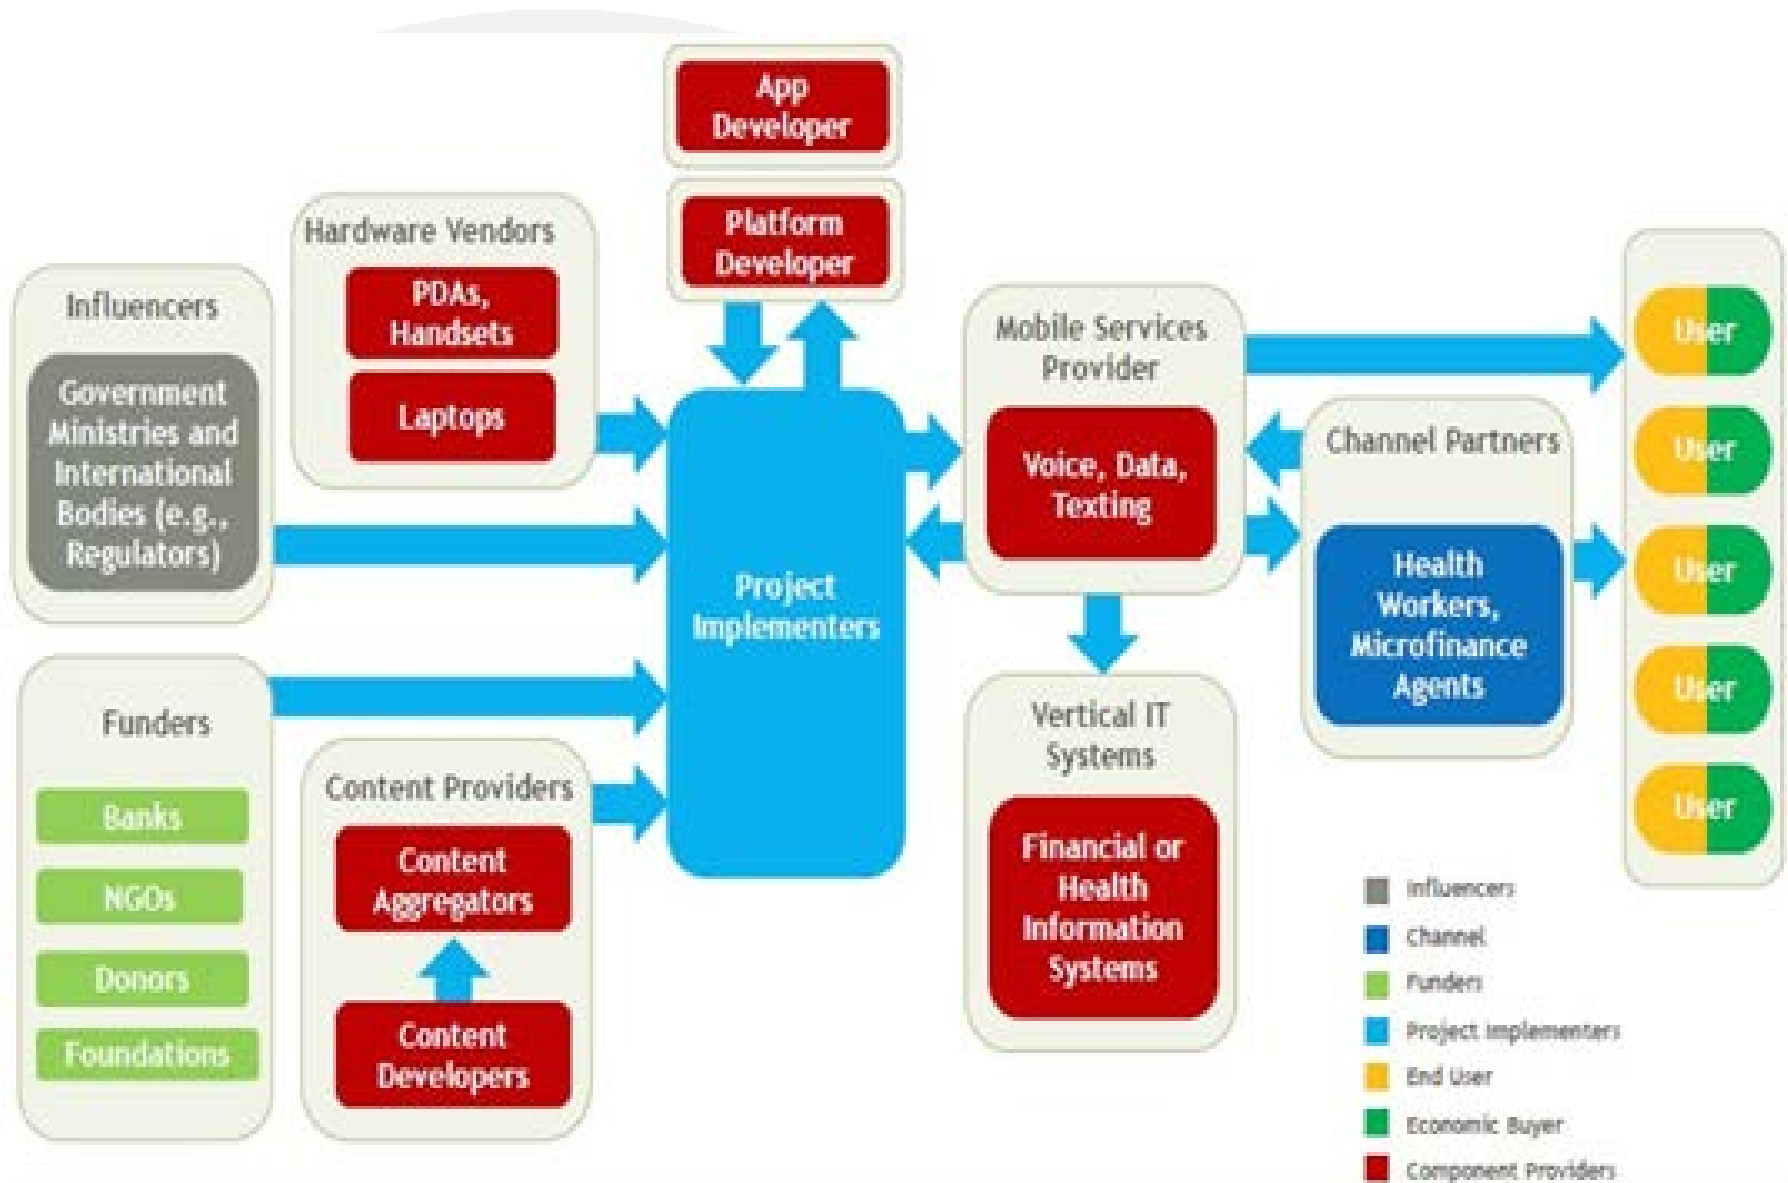 App
Developer
Platform
Developer
Hardware Vendors
PDAs,
Handsets
Laptops
Influencers
Government
Ministries and
International
Bodies (e.g.,
Regulators)
Funders
Banks
NGOs
Donors
Foundations
Content Providers
Content
Aggregators
Content
Developers
Project
Implementers
Mobile Services
Provider
Voice, Data,
Texting
Vertical IT
Systems
Financial or
Health
Information
Systems
Channel Partners
Health
Workers,
Microfinance
Agents
User
User
User
User
User
Influencers
Channel
Funders
Project Implementers
End User
Economic Buyer
Component Providers